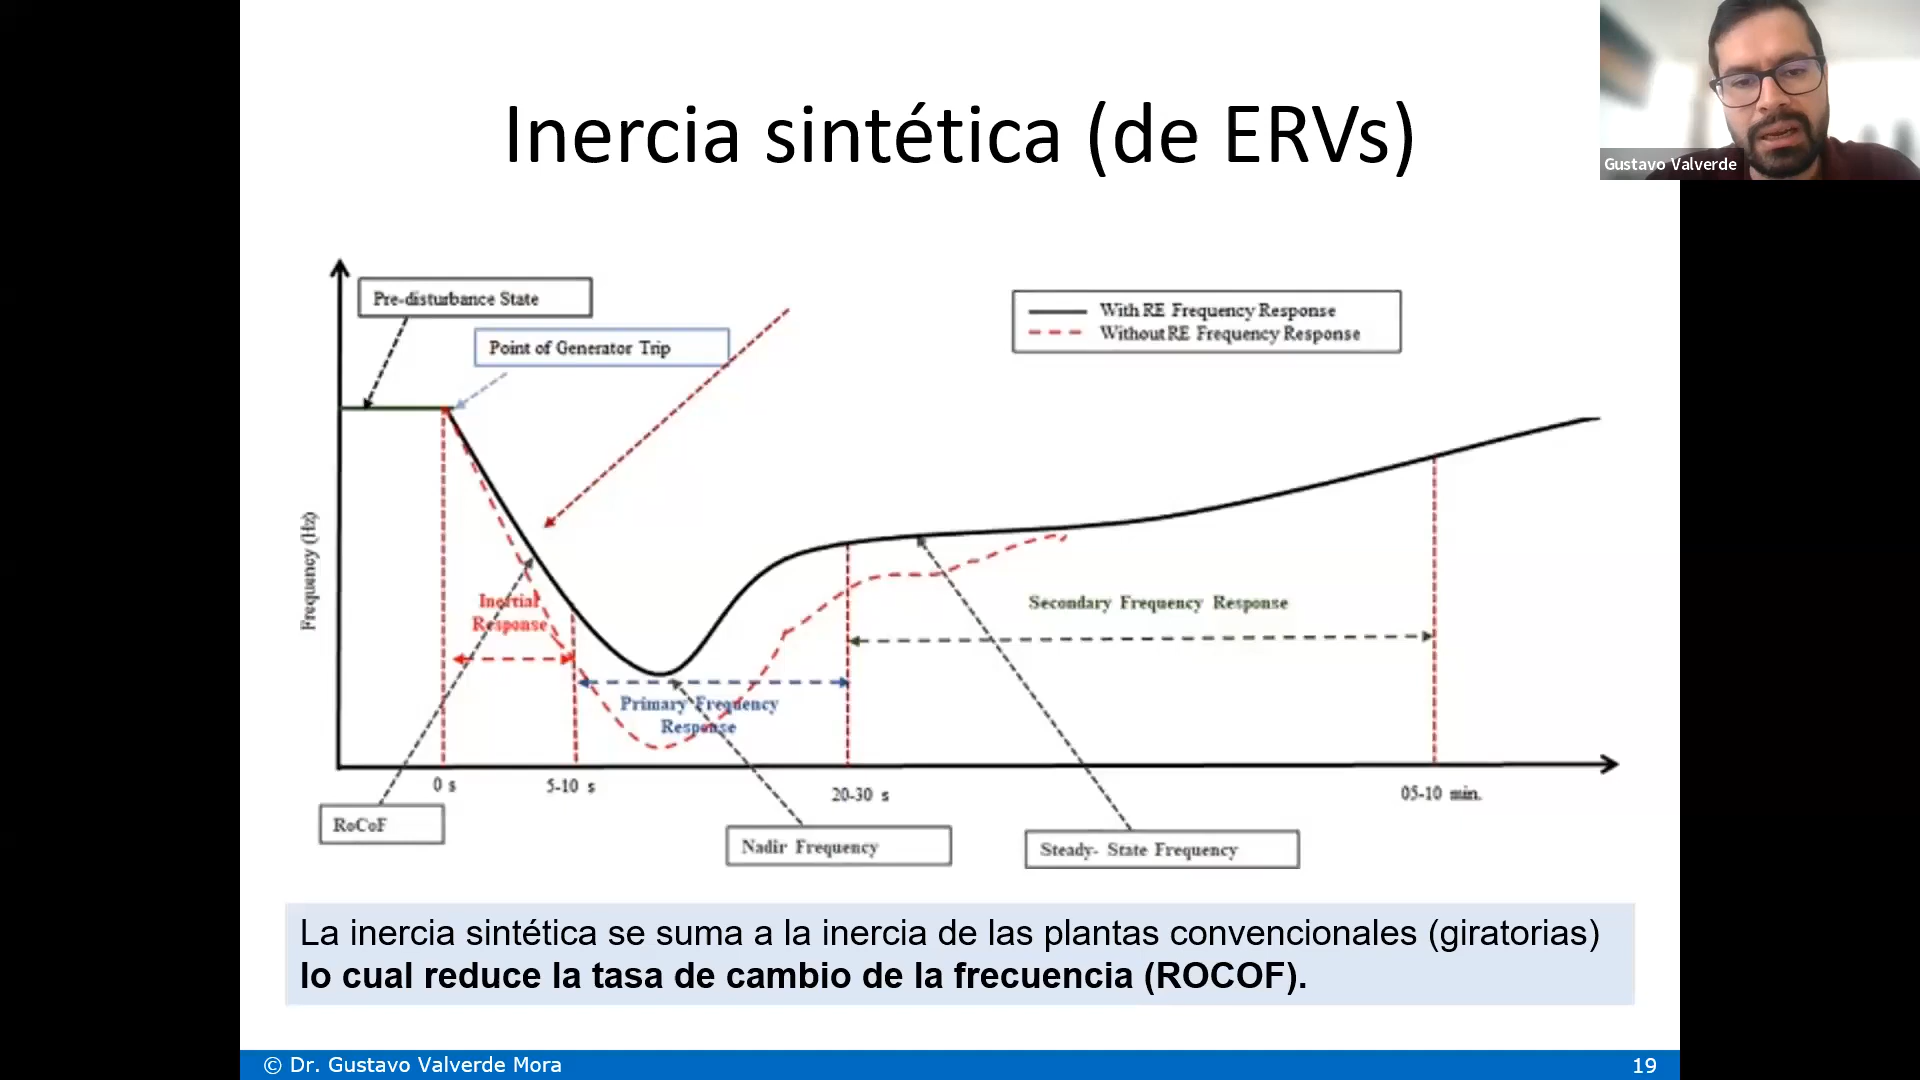 Inercia sintética (de ERVs)
Gustavo Valverde
Pre-disturbance State
Point of Generator Trip
With RE Frequency Response
Without RE Frequency Response
Frequency (Hz)
Inertial
Response
Secondary Frequency Response
Primary Frequency
Response
0 s
5-10 s
20-30 s
05-10 min.
RoCoF
Nadir Frequency
Steady- State Frequency
La inercia sintética se suma a la inercia de las plantas convencionales (giratorias)
lo cual reduce la tasa de cambio de la frecuencia (ROCOF).
© Dr. Gustavo Valverde Mora
19